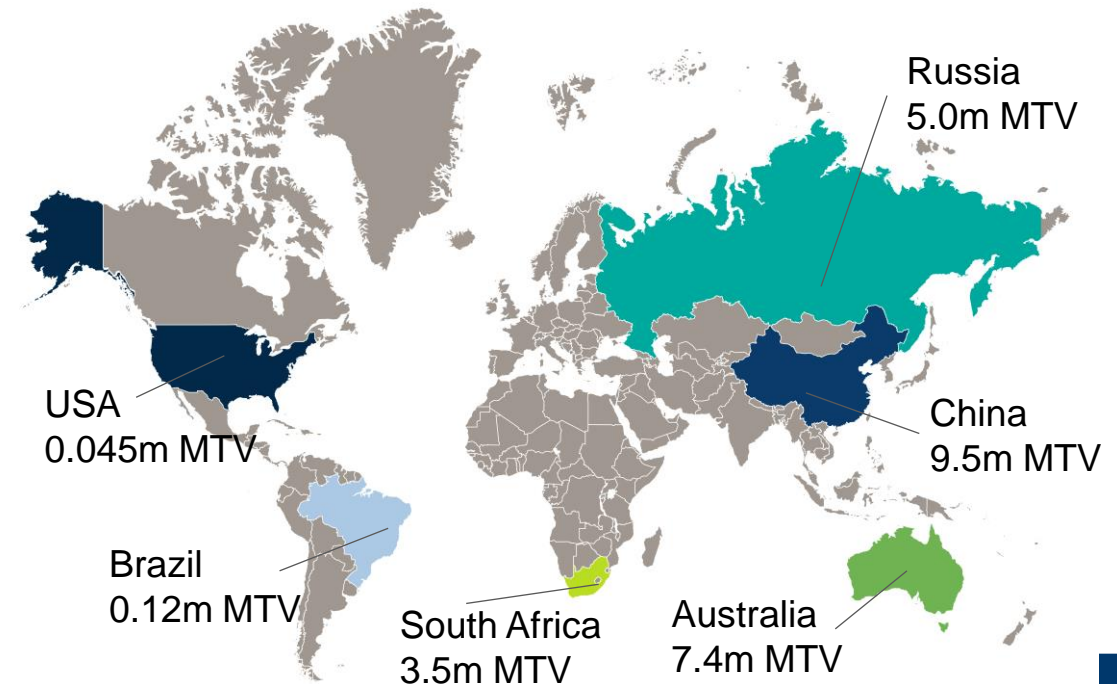 Russia
5.0m MTV
USA
0.045m MTV
China
9.5m MTV
Brazil
0.12m MTV
South Africa
3.5m MTV
Australia
7.4m MTV